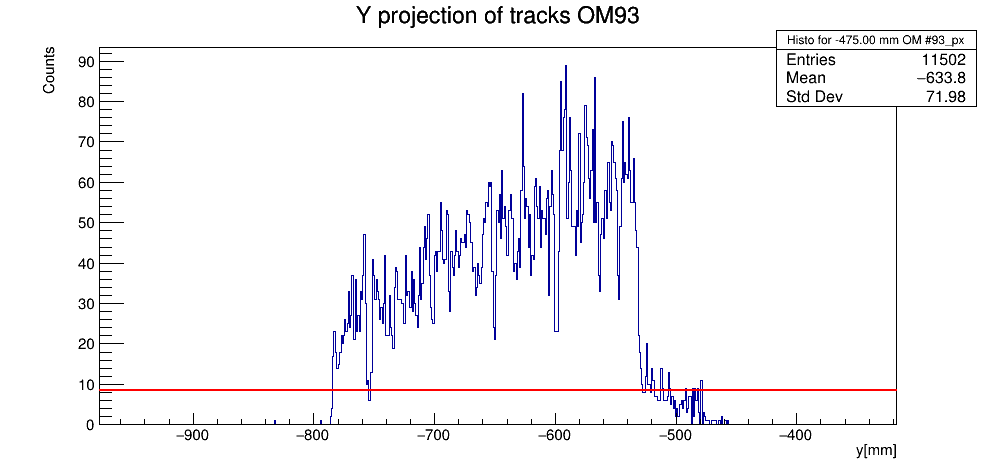 Y projection of tracks OM93
Histo for -475.00 mm OM #93_px
Entries 11502
Mean −633.8
Std Dev 71.98
Counts
90
80
70
60
50
40
30
20
10
0
−900 −800 −700 −600 −500 −400
y[mm]